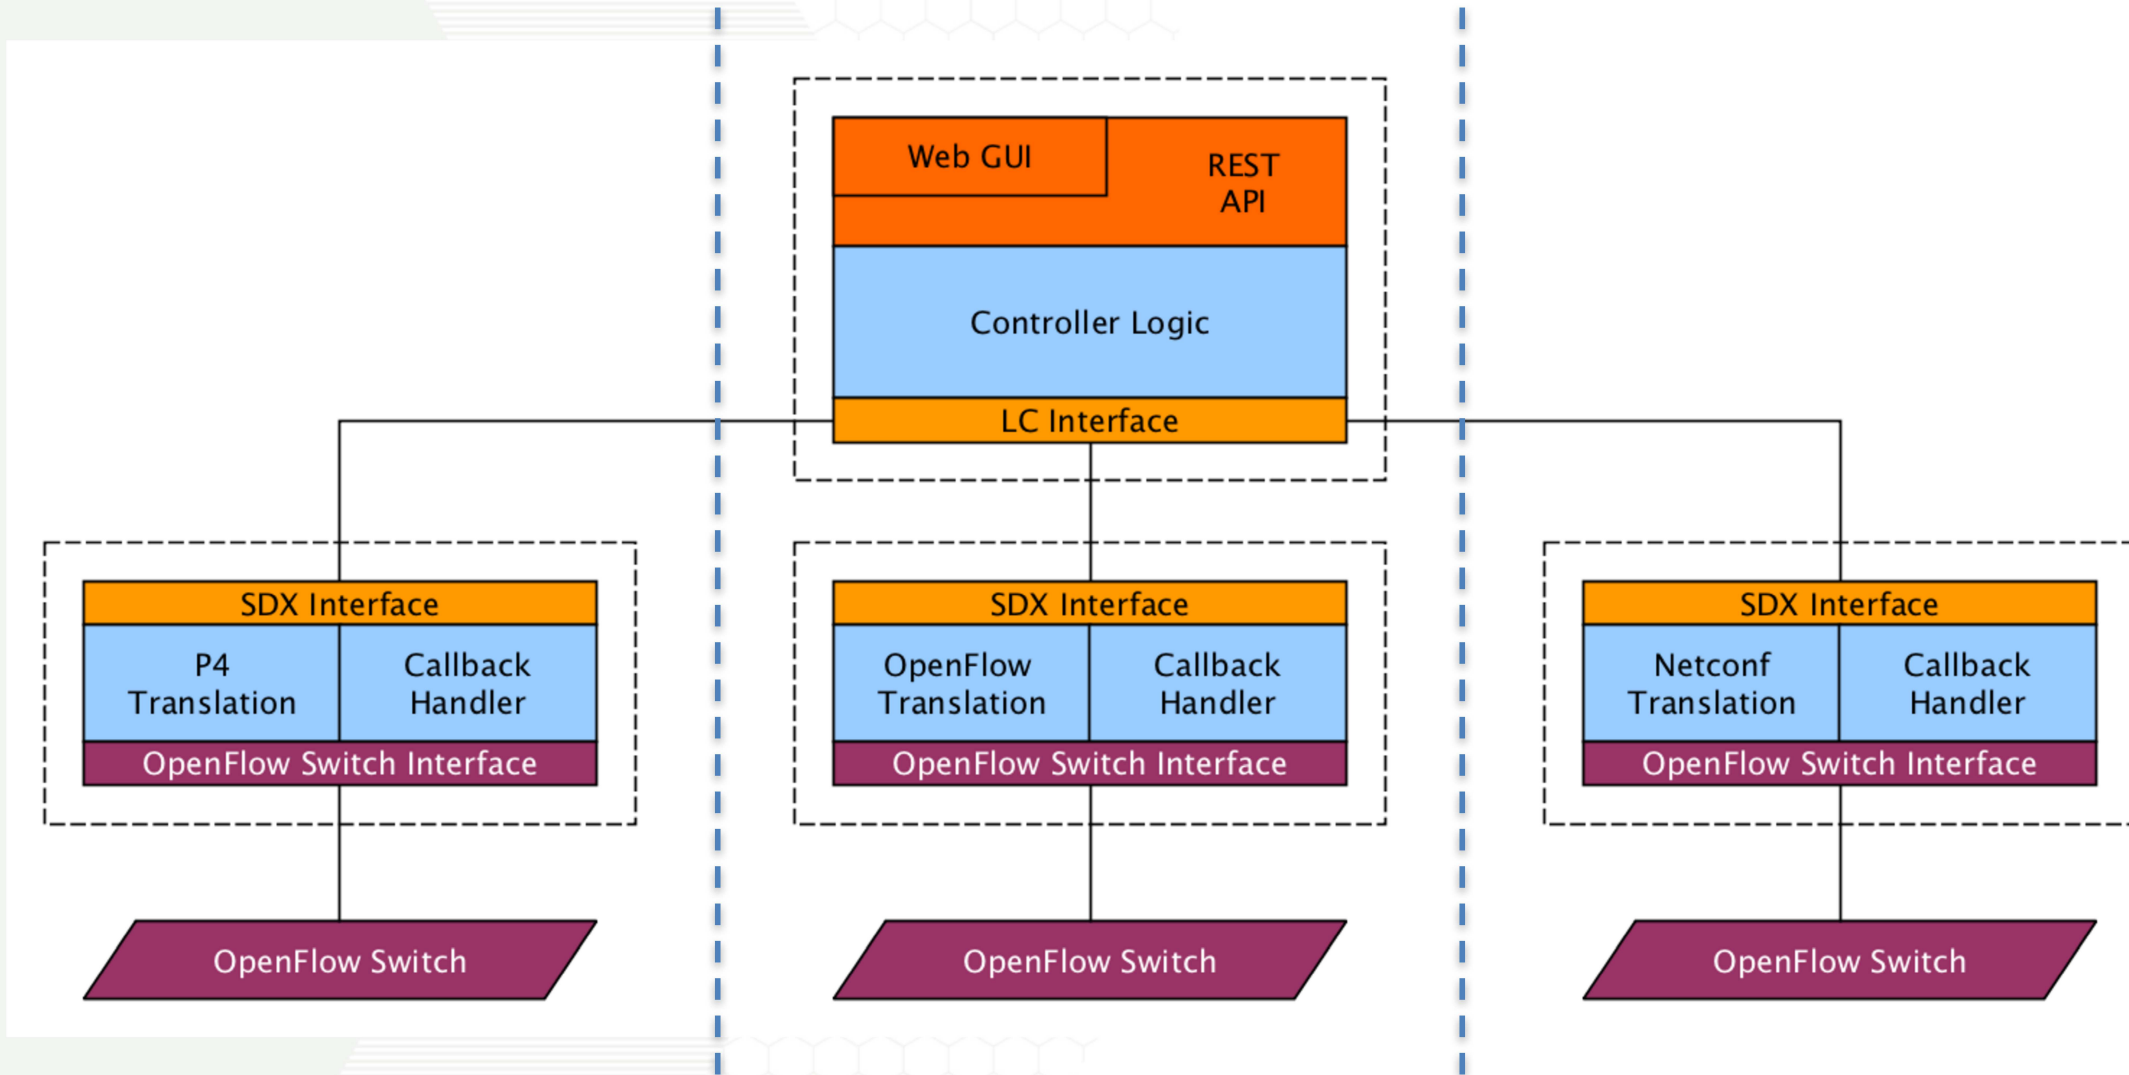 Web GUI
REST
API
Controller Logic
LC Interface
SDX Interface
P4
Translation
Callback
Handler
OpenFlow Switch Interface
OpenFlow Switch
SDX Interface
OpenFlow
Translation
Callback
Handler
OpenFlow Switch Interface
OpenFlow Switch
SDX Interface
Netconf
Translation
Callback
Handler
OpenFlow Switch Interface
OpenFlow Switch